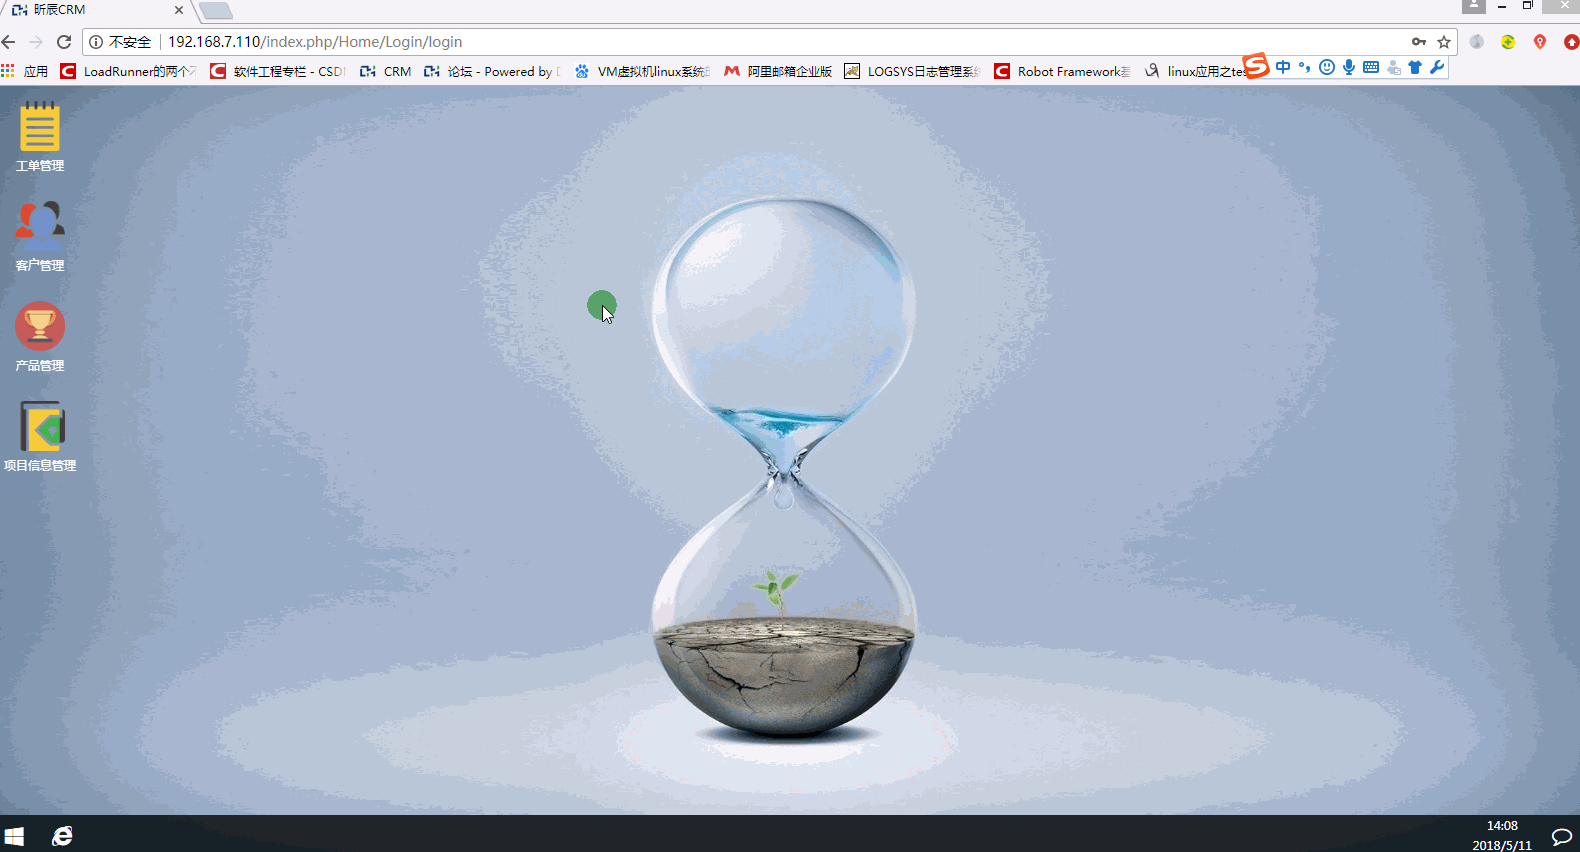 昕辰CRM
不安全 192.168.7.110/index.php/Home/Login/login
应用 LoadRunner的两个 软件工程专栏 - CSD CRM 论坛 - Powered by VM虚拟机linux系统 阿里邮箱企业版 LOGSYS日志管理系 Robot Framework linux应用之tes 中
工单管理
客户管理
产品管理
项目信息管理
14:08
2018/5/11